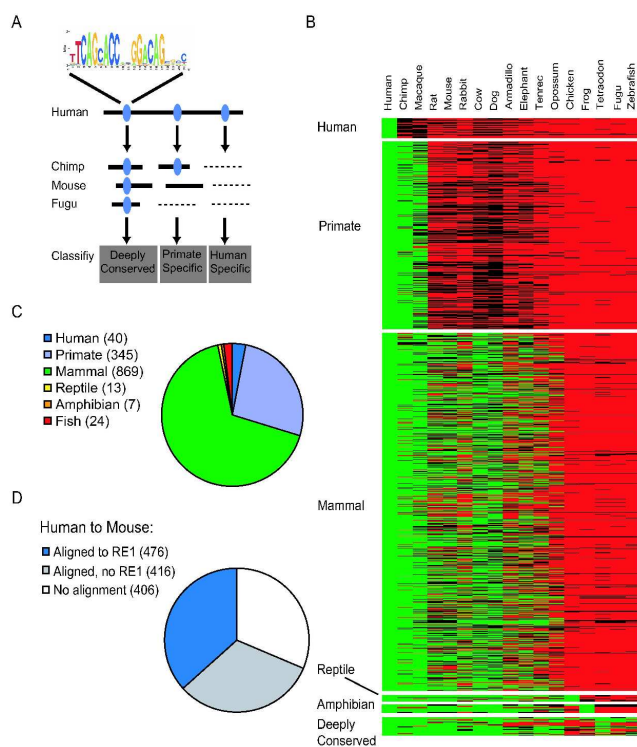 A
TTCAGCACC GGACAG
Human
Chimp
Mouse
Fugu
Classifiy
Deeply Conserved
Primate Specific
Human Specific
B
Human
Chimp
Macaque
Rat
Mouse
Rabbit
Cow
Dog
Armadillo
Elephant
Tenrec
Opossum
Chicken
Frog
Tetraodon
Fugu
Zebrafish
Human
Primate
Mammal
Reptile
Amphibian
Deeply Conserved
C
Human (40)
Primate (345)
Mammal (869)
Reptile (13)
Amphibian (7)
Fish (24)
D
Human to Mouse:
Aligned to RE1 (476)
Aligned, no RE1 (416)
No alignment (406)